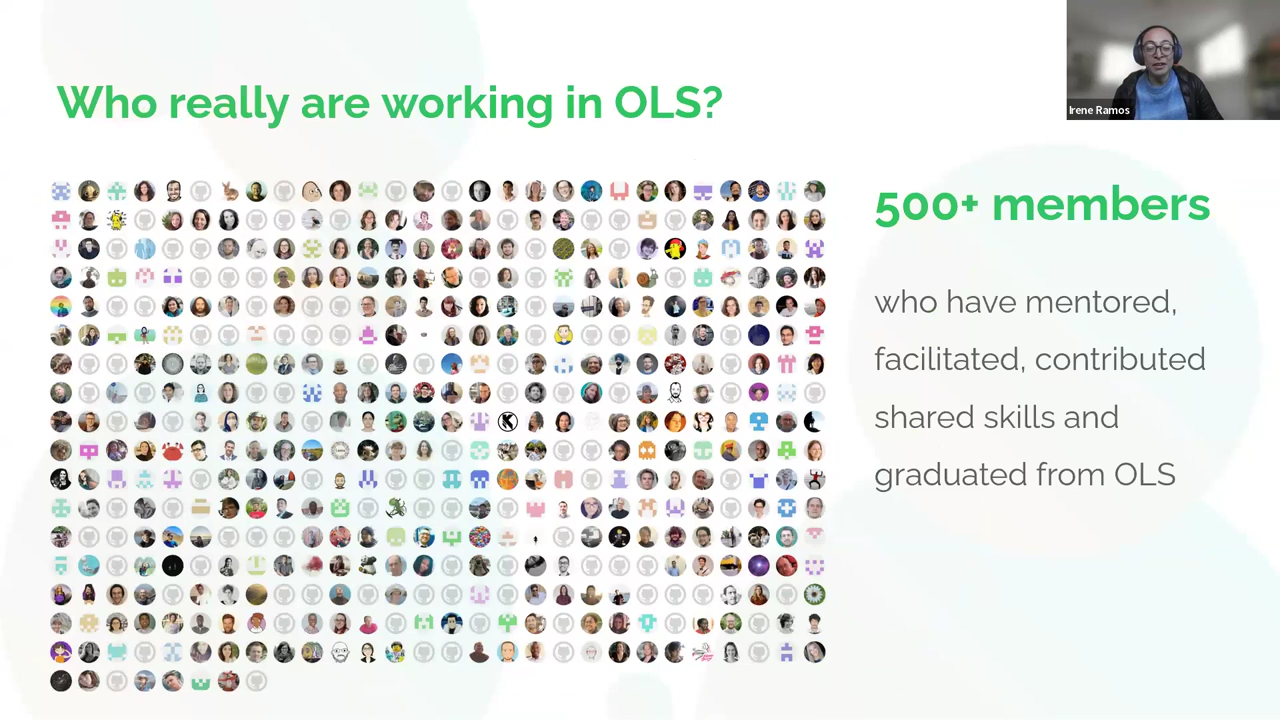 Who really are working in OLS?
Irene Ramos
500+ members
who have mentored,
facilitated, contributed
shared skills and
graduated from OLS
K